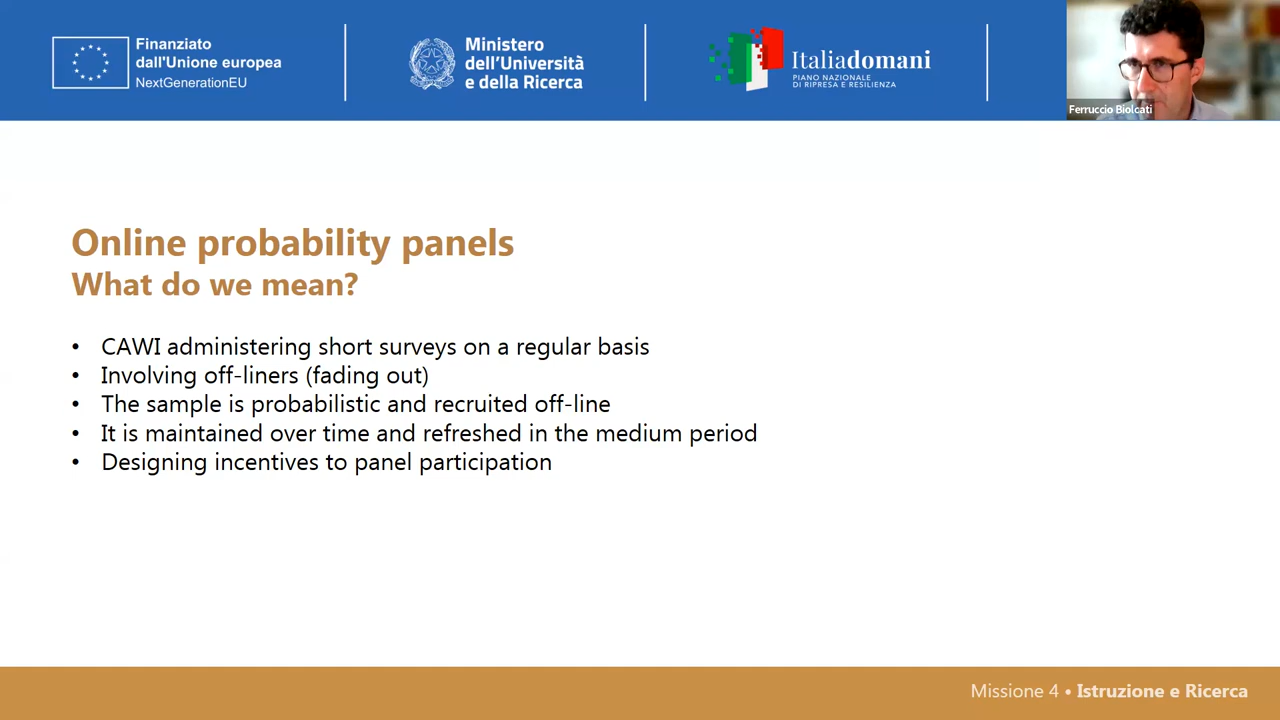 Finanziato
dall'Unione europea
NextGenerationEU
Ministero
dell'Università
e della Ricerca
Italiadomani
PIANO NAZIONALE
DI RIPRESA E RESILIENZA
Ferruccio Biolcati
Online probability panels
What do we mean?
• CAWI administering short surveys on a regular basis
• Involving off-liners (fading out)
• The sample is probabilistic and recruited off-line
• It is maintained over time and refreshed in the medium period
• Designing incentives to panel participation
Missione 4 • Istruzione e Ricerca